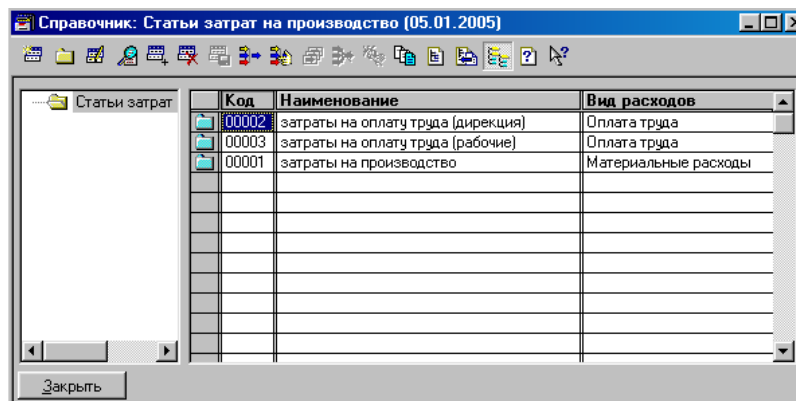 Справочник: Статьи затрат на производство (05.01.2005)
Статьи затрат
Код Наименование Вид расходов
00002 затраты на оплату труда (дирекция) Оплата труда
00003 затраты на оплату труда (рабочие) Оплата труда
00001 затраты на производство Материальные расходы
Закрыть